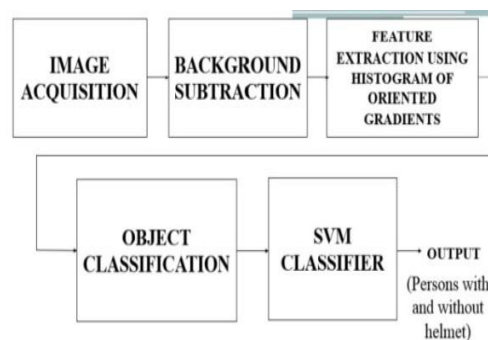 IMAGE
ACQUISITION
BACKGROUND
SUBTRACTION
FEATURE
EXTRACTION USING
HISTOGRAM OF
ORIENTED
GRADIENTS
OBJECT
CLASSIFICATION
SVM
CLASSIFIER
OUTPUT
(Persons with
and without
helmet)